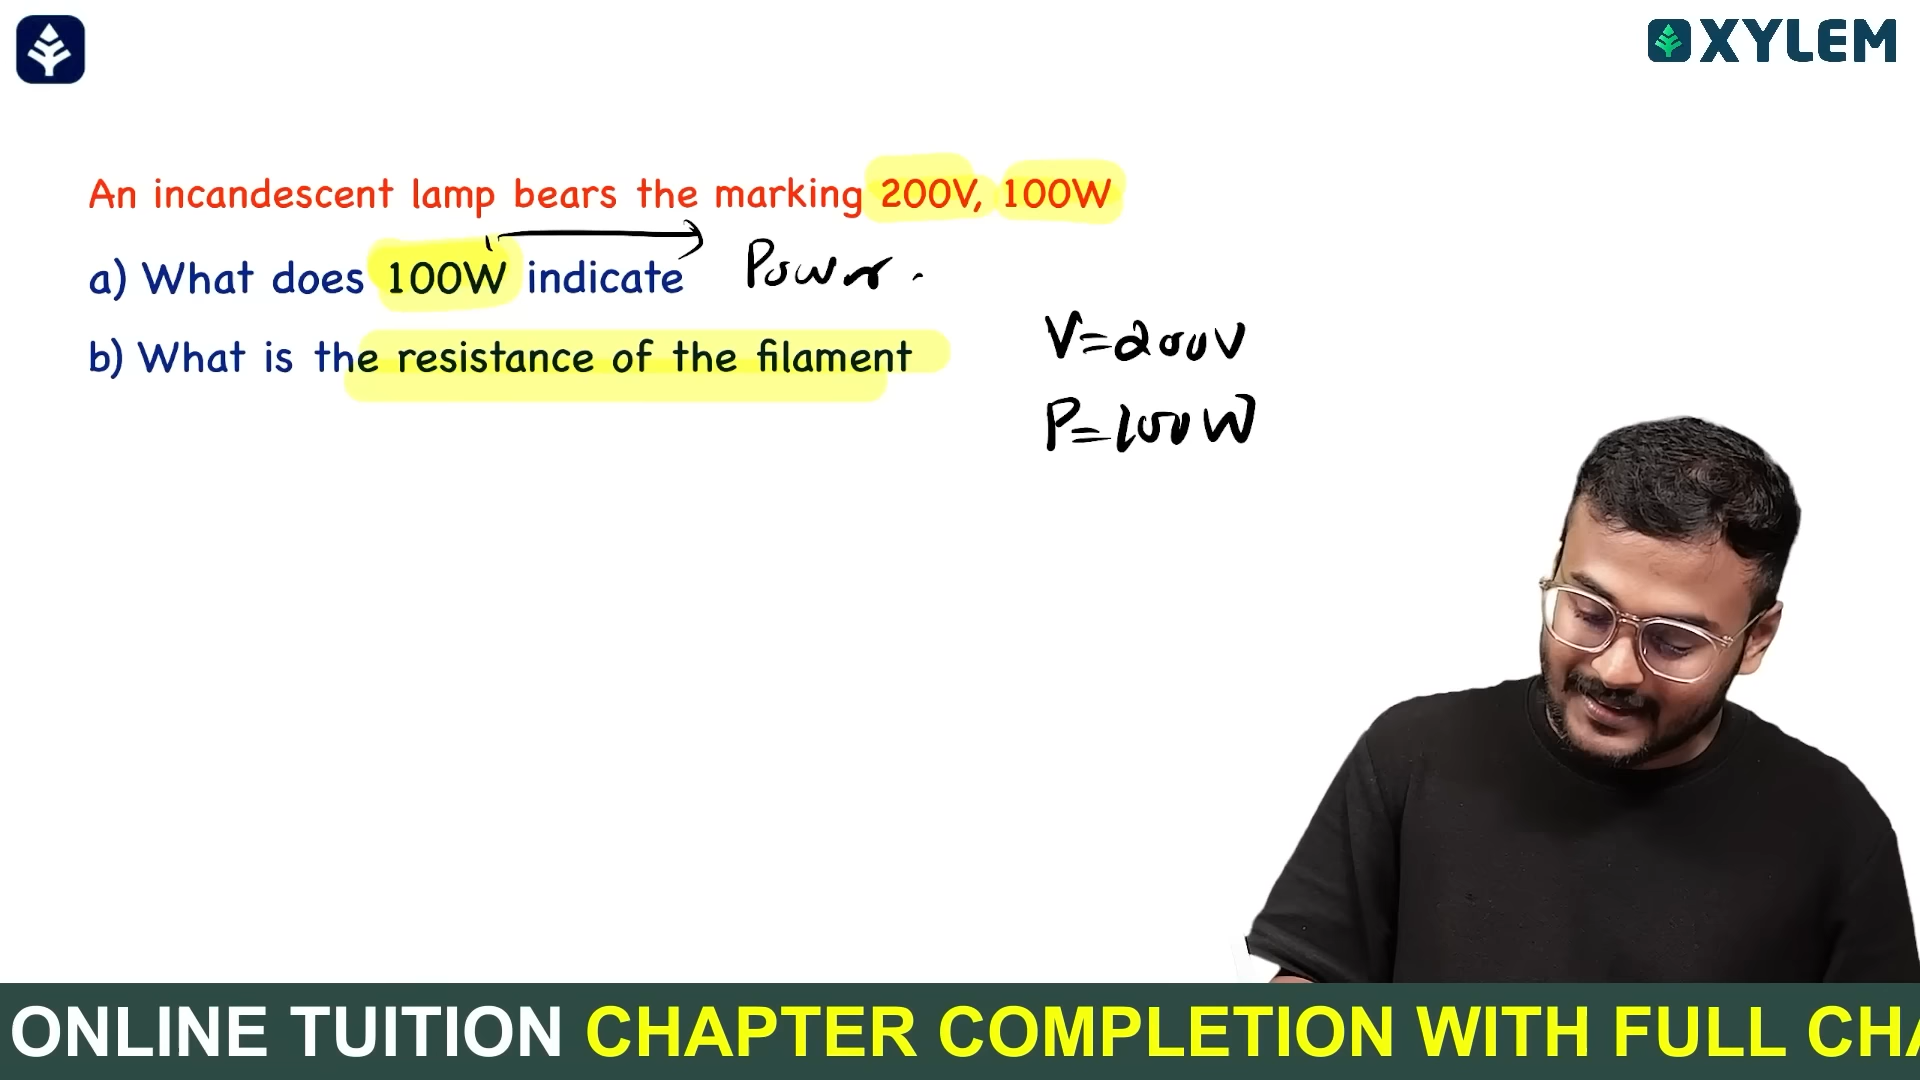 XYLEM
An incandescent lamp bears the marking 200V, 100W
a) What does 100W indicate Power.
b) What is the resistance of the filament
V=200V
P=100W
ONLINE TUITION CHAPTER COMPLETION WITH FULL CHA